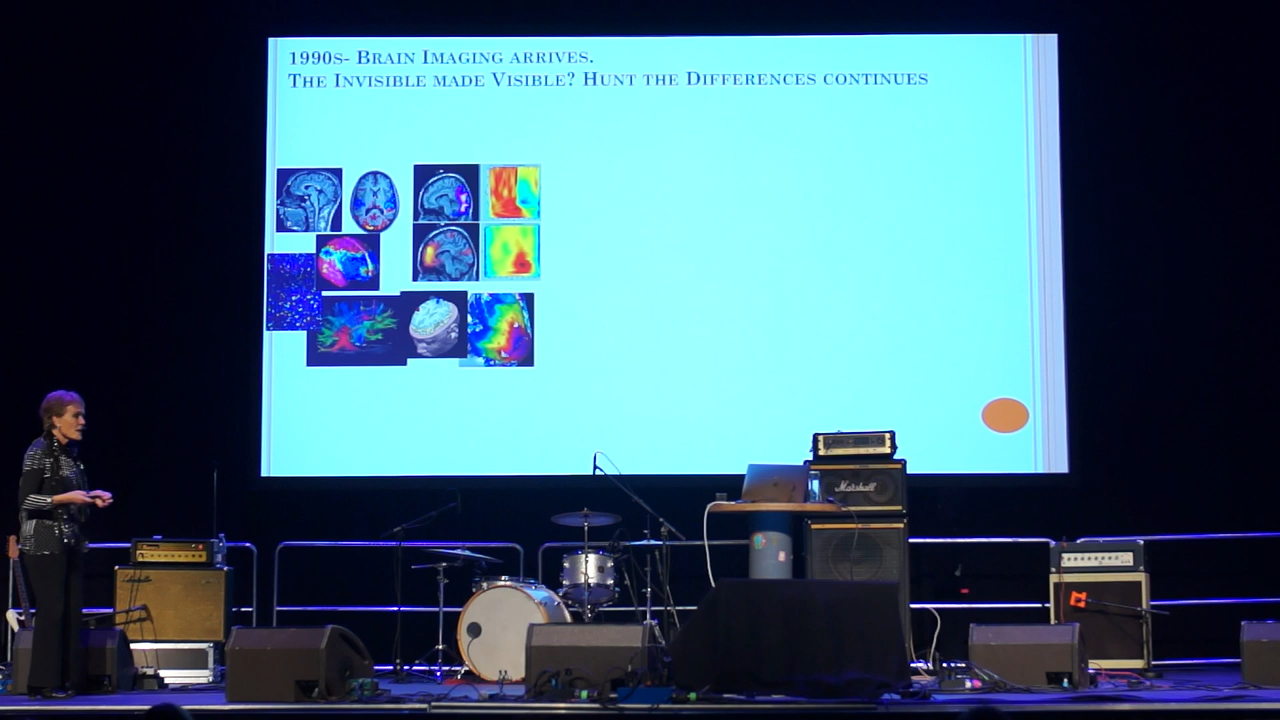 1990s- Brain Imaging arrives.
The Invisible made Visible? Hunt the Differences continues
Marshall